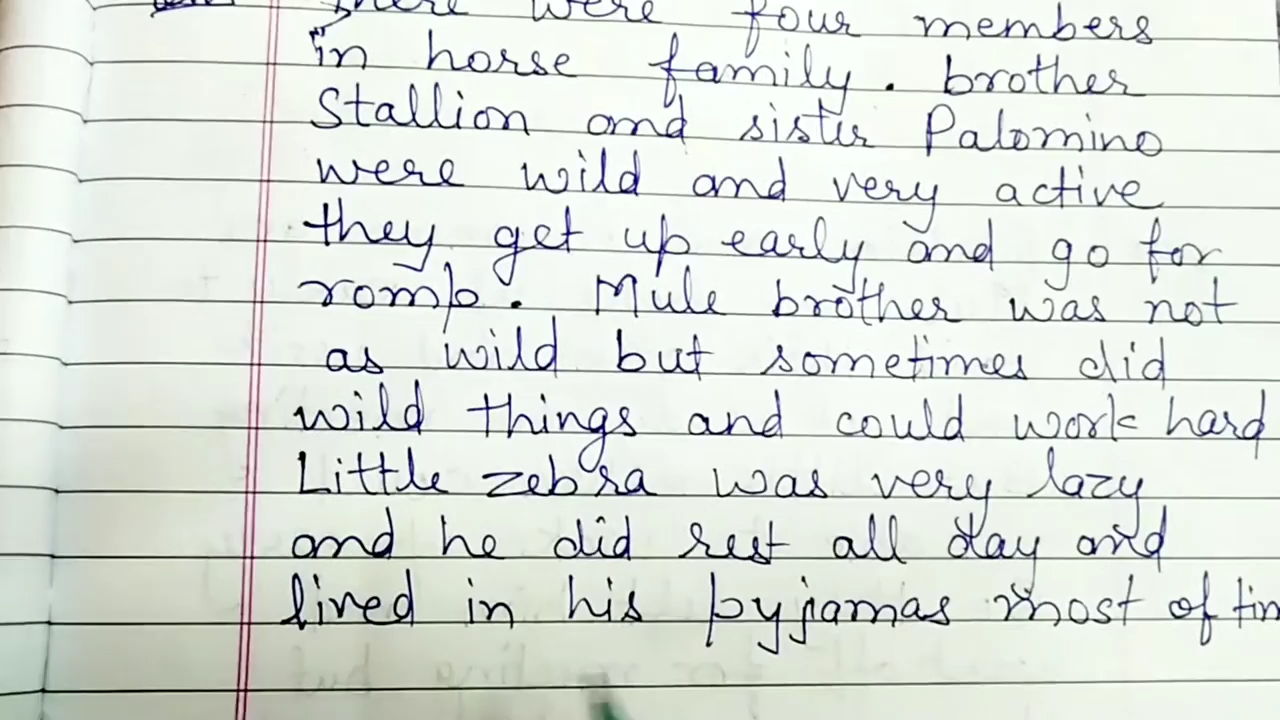 There were four members
in horse family. brother
Stallion and sister Palomino
were wild and very active
they get up early and go for
romp. Mule brother was not
as wild but sometimes did
wild things and could work hard
Little zebra was very lazy
and he did rest all day and
lived in his pyjamas most of